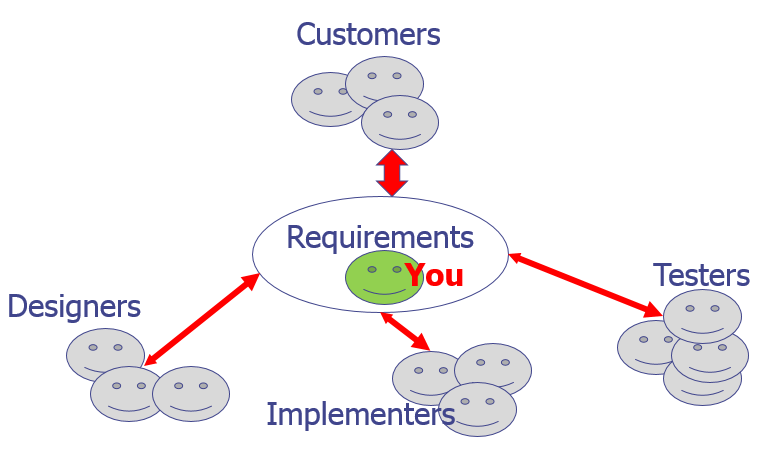 Customers
Requirements
You
Testers
Designers
Implementers